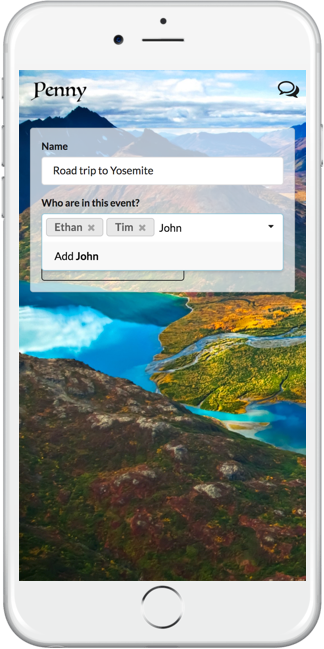 Penny
Name
Road trip to Yosemite
Who are in this event?
Ethan ✖ Tim ✖ John
Add John